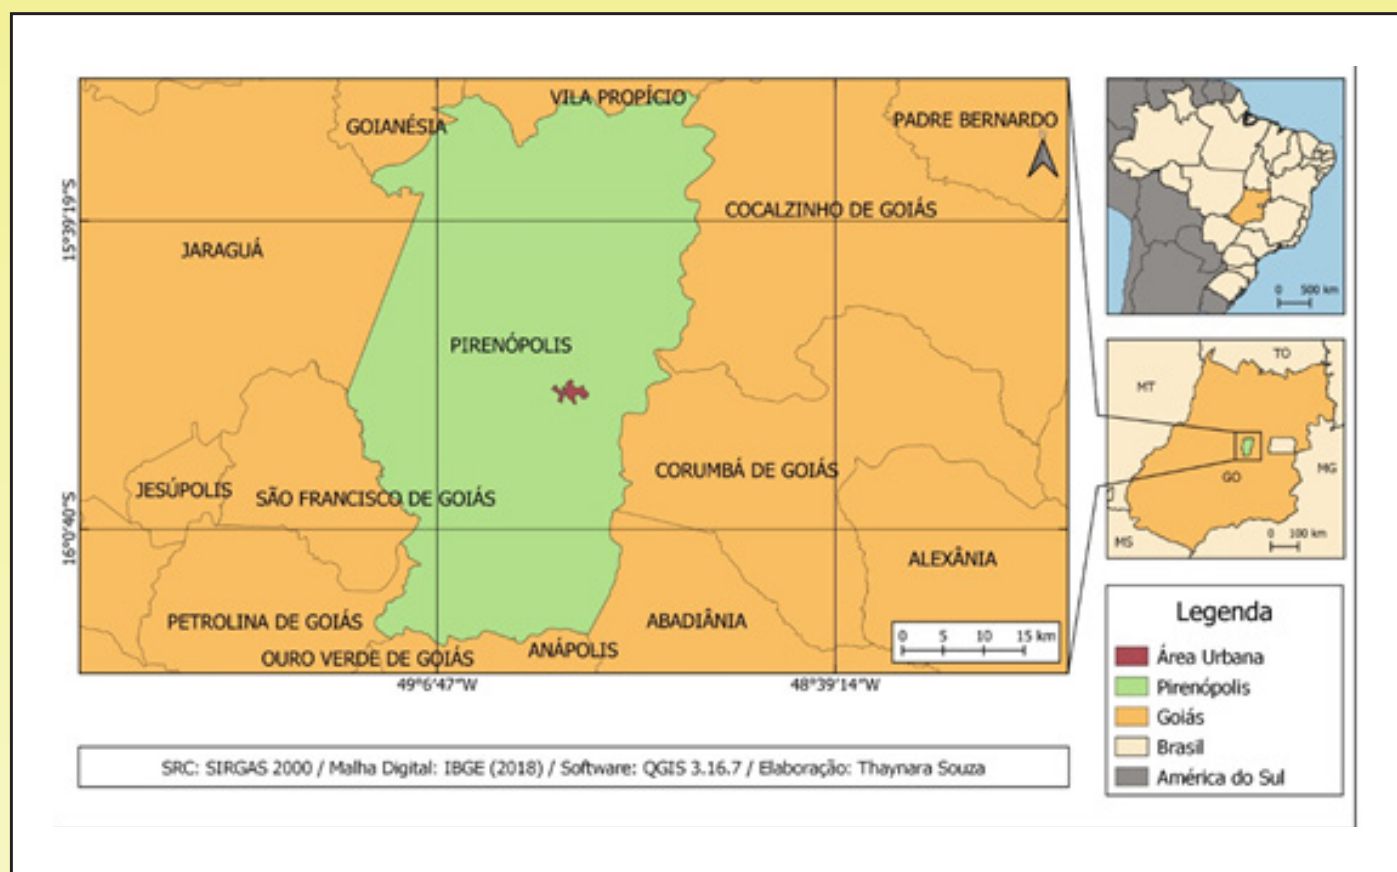 VILA PROPÍCIO
GOIANÉSIA
PADRE BERNARDO
COCALZINHO DE GOIÁS
JARAGUÁ
PIRENÓPOLIS
CORUMBÁ DE GOIÁS
JESÚPOLIS
SÃO FRANCISCO DE GOIÁS
ALEXÂNIA
PETROLINA DE GOIÁS
ABADIÂNIA
ANÁPOLIS
OURO VERDE DE GOIÁS
15°39'19"S
16°0'40"S
49°6'47"W
48°39'14"W
0 5 10 15 km
0 500 km
TO
MT
MG
GO
MS
0 100 km
Legenda
Área Urbana
Pirenópolis
Goiás
Brasil
América do Sul
SRC: SIRGAS 2000 / Malha Digital: IBGE (2018) / Software: QGIS 3.16.7 / Elaboração: Thaynara Souza